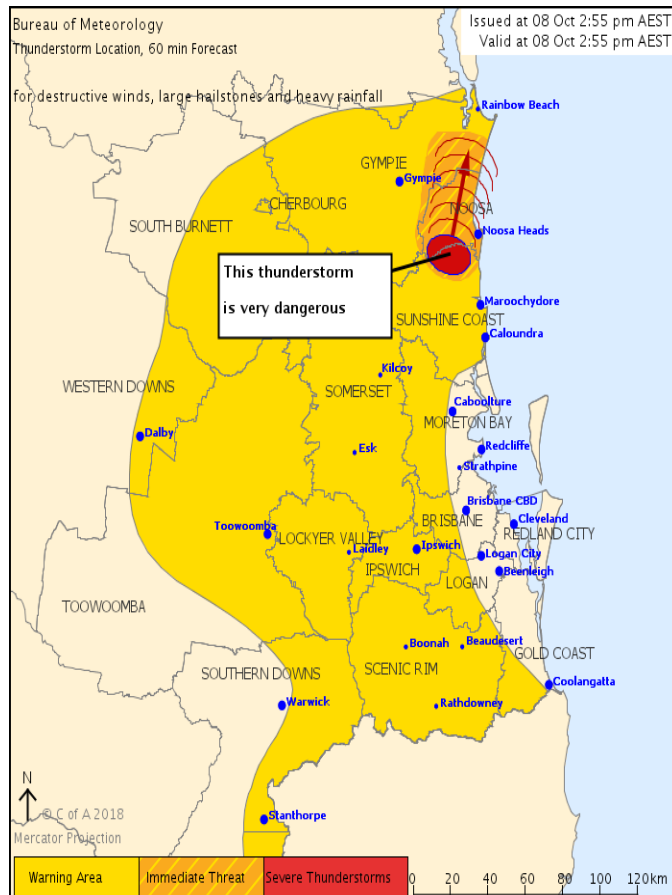 Bureau of Meteorology
Issued at 08 Oct 2:55 pm AEST
Thunderstorm Location, 60 min Forecast
Valid at 08 Oct 2:55 pm AEST
for destructive winds, large hailstones and heavy rainfall
Rainbow Beach
GYMPIE
Gympie
CHERBOURG
NOOSA
SOUTH BURNETT
Noosa Heads
This thunderstorm
is very dangerous
Maroochydore
SUNSHINE COAST
Caloundra
Kilcoy
WESTERN DOWNS
SOMERSET
Caboolture
MORETON BAY
Dalby
Redcliffe
Esk
Strathpine
Brisbane CBD
BRISBANE
Cleveland
Toowoomba
REDLAND CITY
LOCKYER VALLEY
Laidley
Ipswich
Logan City
IPSWICH
Beenleigh
LOGAN
TOOWOOMBA
Boonah
Beaudesert
GOLD COAST
SOUTHERN DOWNS
SCENIC RIM
Coolangatta
Warwick
Rathdowney
N
© C of A 2018
Stanthorpe
Mercator Projection
Warning Area
Immediate Threat
Severe Thunderstorms
0 20 40 60 80 100 120km